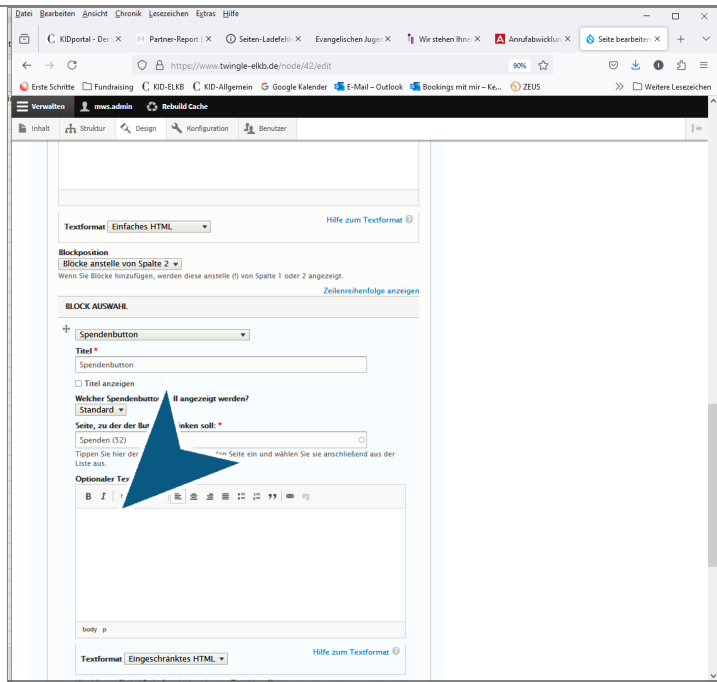 Datei Bearbeiten Ansicht Chronik Lesezeichen Extras Hilfe
KIDportal - Der Partner-Report Seiten-Ladefehle Evangelischen Juge Wir stehen Ihne Anrufabwicklun Seite bearbeiten
https://www.twingle-elkb.de/node/42/edit 90%
Erste Schritte Fundraising KID-ELKB KID-Allgemein Google Kalender E-Mail – Outlook Bookings mit mir – Ke... ZEUS Weitere Lesezeichen
Verwalten mws.admin Rebuild Cache
Inhalt Struktur Design Konfiguration Benutzer
Hilfe zum Textformat
Textformat Einfaches HTML
Blockposition
Blöcke anstelle von Spalte 2
Wenn Sie Blöcke hinzufügen, werden diese anstelle (!) von Spalte 1 oder 2 angezeigt.
Zeilenreihenfolge anzeigen
BLOCK AUSWAHL
Spendenbutton
Titel *
Spendenbutton
Titel anzeigen
Welcher Spendenbutto ll angezeigt werden?
Standard
Seite, zu der der But inken soll: *
Spenden (52)
Tippen Sie hier der Seite ein und wählen Sie sie anschließend aus der
Liste aus.
Optionaler Tex
B I
body p
Hilfe zum Textformat
Textformat Eingeschränktes HTML